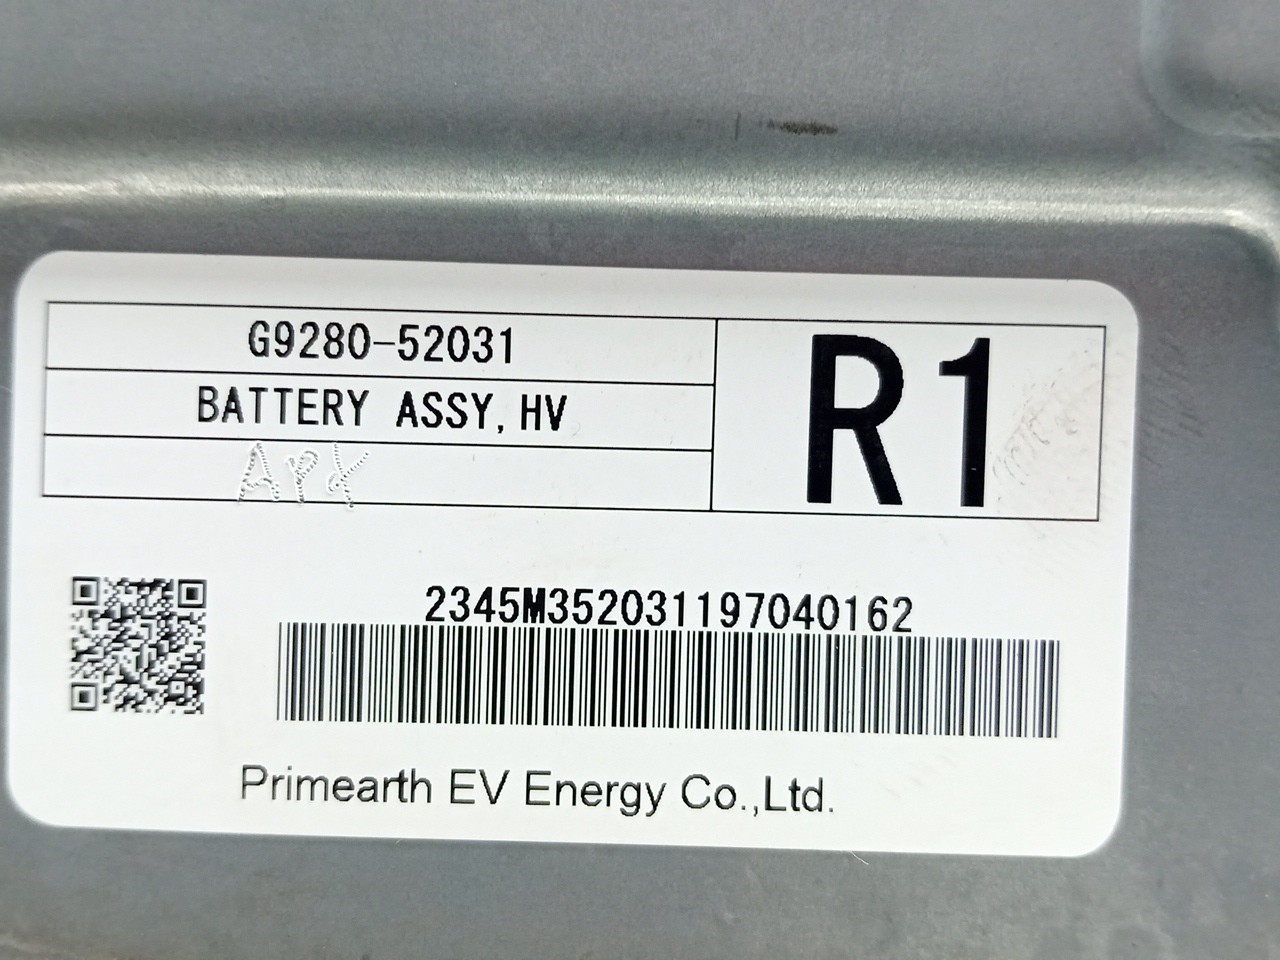 G9280-52031
BATTERY ASSY, HV
R1
2345M352031197040162
Primearth EV Energy Co.,Ltd.